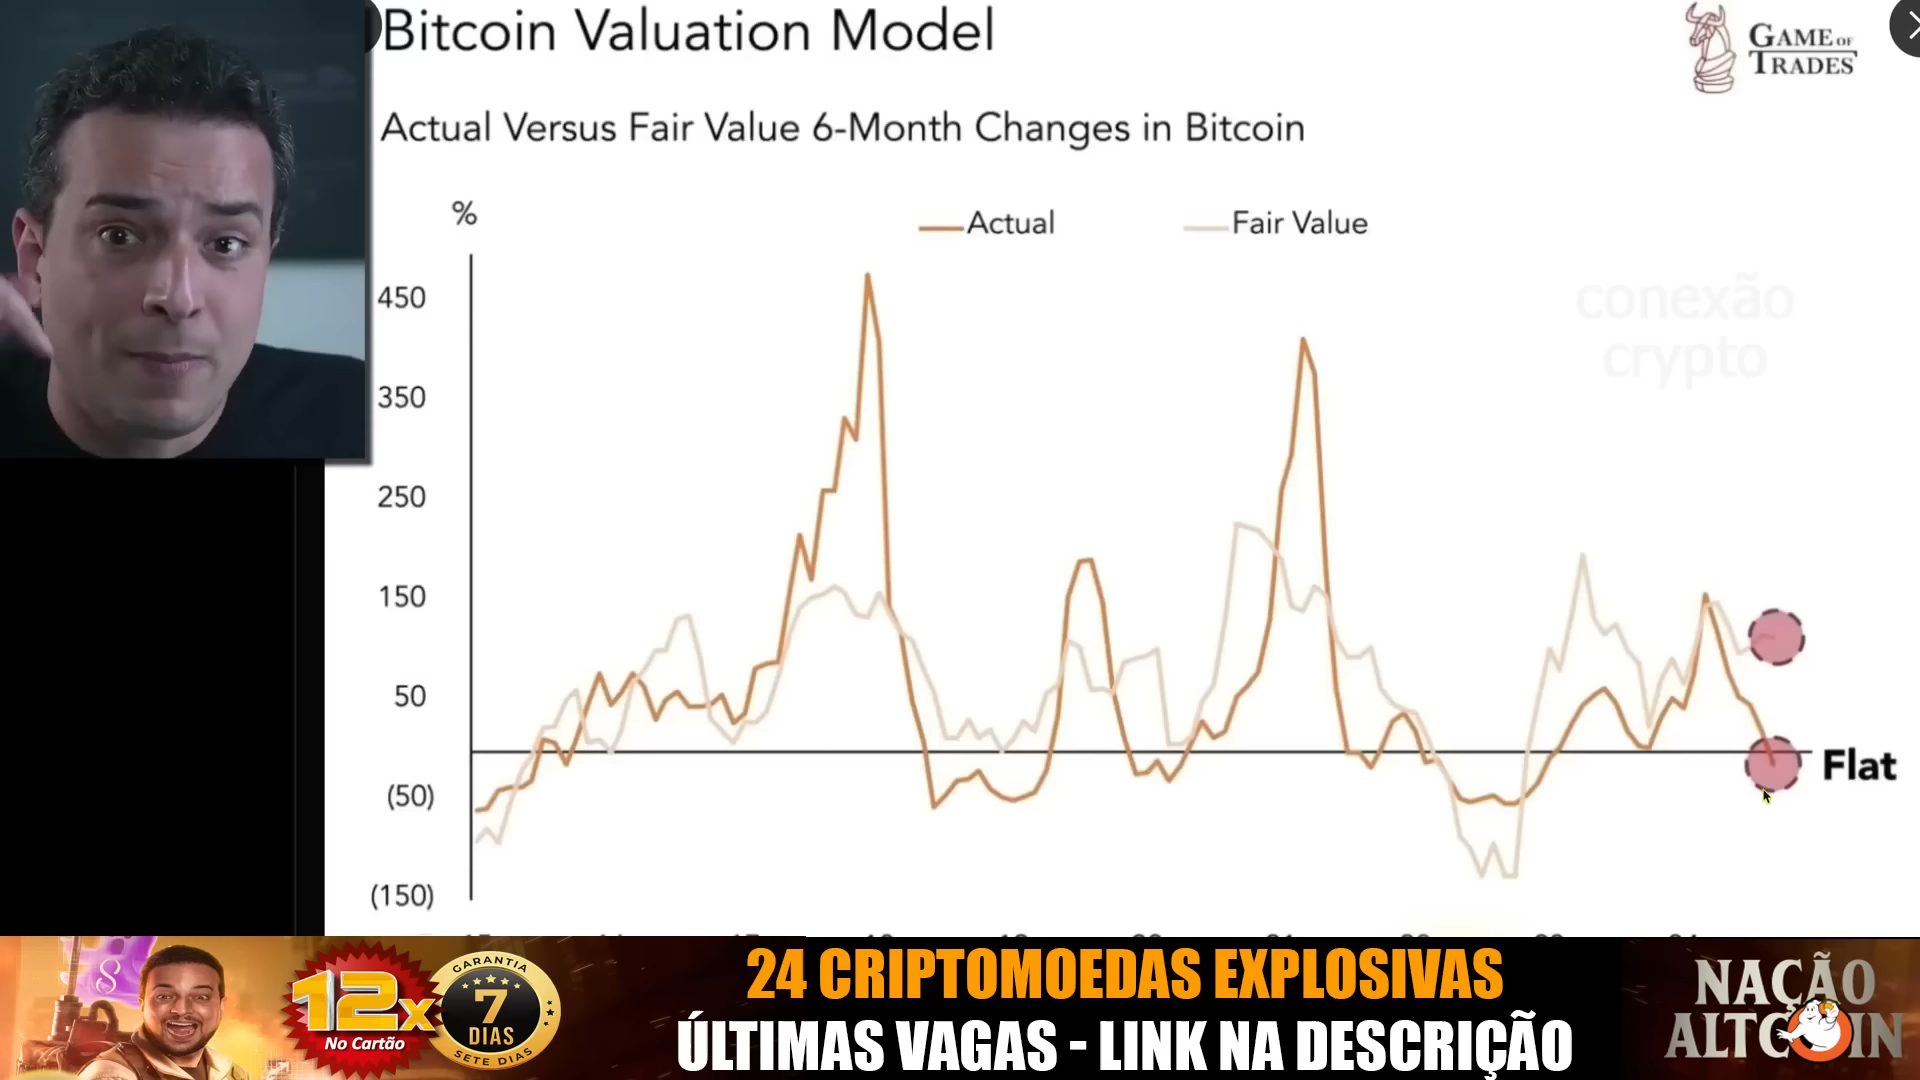 Bitcoin Valuation Model
GAME OF
TRADES
Actual Versus Fair Value 6-Month Changes in Bitcoin
%
Actual
Fair Value
conexão
crypto
450
350
250
150
50
(50)
(150)
Flat
12x
No Cartão
GARANTIA
7
DIAS
SETE DIAS
24 CRIPTOMOEDAS EXPLOSIVAS
ÚLTIMAS VAGAS - LINK NA DESCRIÇÃO
NAÇÃO
ALTCOIN